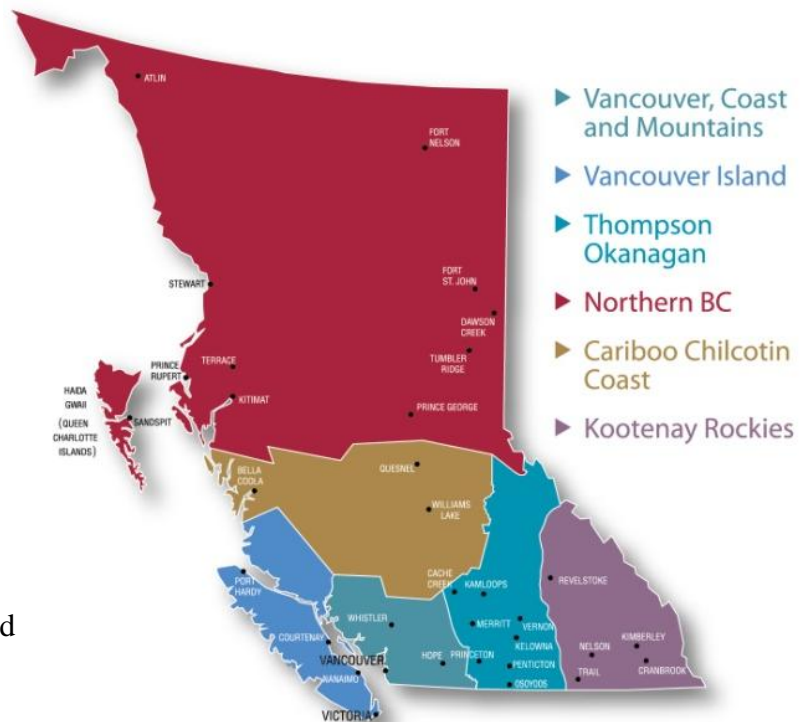 ATLIN
FORT
NELSON
STEWART
FORT
ST. JOHN
DAWSON
CREEK
TUMBLER
RIDGE
PRINCE
RUPERT
TERRACE
KITIMAT
PRINCE GEORGE
HAIDA
GWAII
(QUEEN
CHARLOTTE
ISLANDS)
SANDSPIT
BELLA
COOLA
QUESNEL
WILLIAMS
LAKE
CACHE
CREEK
KAMLOOPS
REVELSTOKE
PORT
HARDY
WHISTLER
MERRITT
VERNON
COURTENAY
KELOWNA
KIMBERLEY
VANCOUVER
HOPE
PRINCETON
PENTICTON
NELSON
CRANBROOK
NANAIMO
TRAIL
OSOYOOS
VICTORIA
d
▶ Vancouver, Coast
and Mountains
▶ Vancouver Island
▶ Thompson
Okanagan
▶ Northern BC
▶ Cariboo Chilcotin
Coast
▶ Kootenay Rockies